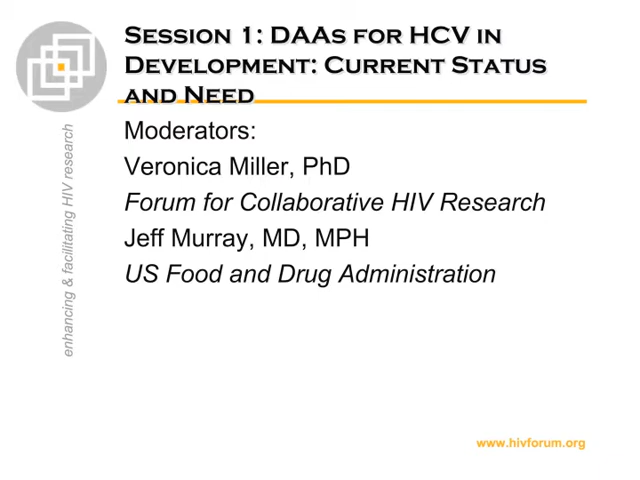 SESSION 1: DAAS FOR HCV IN
DEVELOPMENT: CURRENT STATUS
AND NEED
Moderators:
Veronica Miller, PhD
Forum for Collaborative HIV Research
Jeff Murray, MD, MPH
US Food and Drug Administration
enhancing & facilitating HIV research
www.hivforum.org